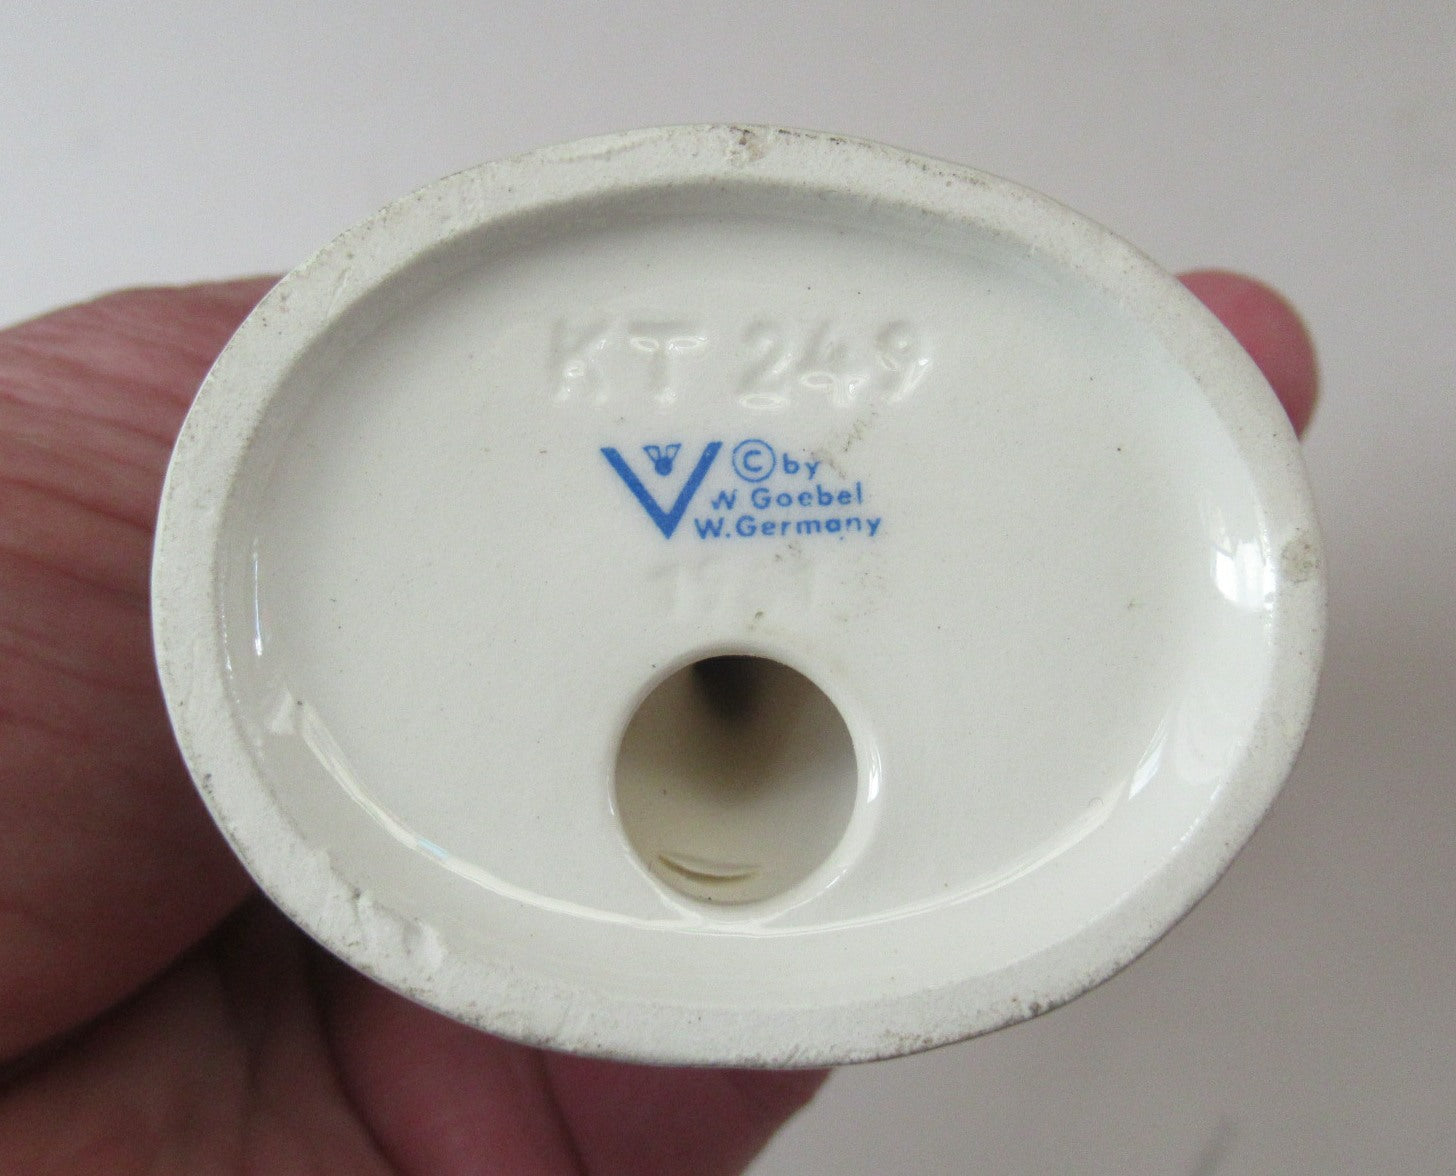 KT 249
© by
W Goebel
W. Germany